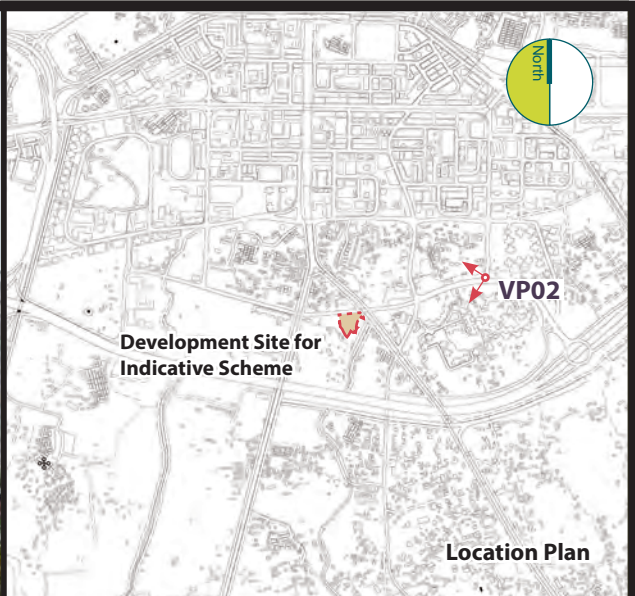 North
VP02
Development Site for
Indicative Scheme
Location Plan